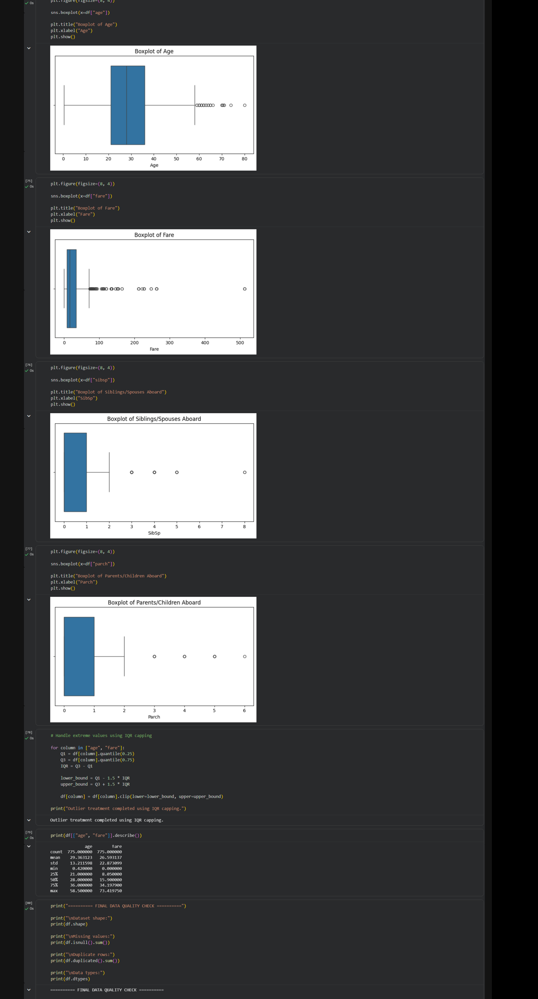 plt.figure(figsize=(8, 4))
0s
sns.boxplot(x=df["age"])
plt.title("Boxplot of Age")
plt.xlabel("Age")
plt.show()
Boxplot of Age
0 10 20 30 40 50 60 70 80
Age
[75]
0s
plt.figure(figsize=(8, 4))
sns.boxplot(x=df["fare"])
plt.title("Boxplot of Fare")
plt.xlabel("Fare")
plt.show()
Boxplot of Fare
0 100 200 300 400 500
Fare
[76]
0s
plt.figure(figsize=(8, 4))
sns.boxplot(x=df["sibsp"])
plt.title("Boxplot of Siblings/Spouses Aboard")
plt.xlabel("SibSp")
plt.show()
Boxplot of Siblings/Spouses Aboard
0 1 2 3 4 5 6 7 8
SibSp
[77]
0s
plt.figure(figsize=(8, 4))
sns.boxplot(x=df["parch"])
plt.title("Boxplot of Parents/Children Aboard")
plt.xlabel("Parch")
plt.show()
Boxplot of Parents/Children Aboard
0 1 2 3 4 5 6
Parch
[78]
0s
# Handle extreme values using IQR capping
for column in ["age", "fare"]:
    Q1 = df[column].quantile(0.25)
    Q3 = df[column].quantile(0.75)
    IQR = Q3 - Q1
    lower_bound = Q1 - 1.5 * IQR
    upper_bound = Q3 + 1.5 * IQR
    df[column] = df[column].clip(lower=lower_bound, upper=upper_bound)
print("Outlier treatment completed using IQR capping.")
Outlier treatment completed using IQR capping.
[79]
0s
print(df[["age", "fare"]].describe())
age fare
count 775.000000 775.000000
mean 29.363123 26.593137
std 13.211598 22.873099
min 0.420000 0.000000
25% 21.000000 8.050000
50% 28.000000 15.900000
75% 36.000000 34.197900
max 58.500000 73.419750
[80]
0s
print("========== FINAL DATA QUALITY CHECK ==========")
print("\nDataset shape:")
print(df.shape)
print("\nMissing values:")
print(df.isnull().sum())
print("\nDuplicate rows:")
print(df.duplicated().sum())
print("\nData types:")
print(df.dtypes)
========== FINAL DATA QUALITY CHECK ==========